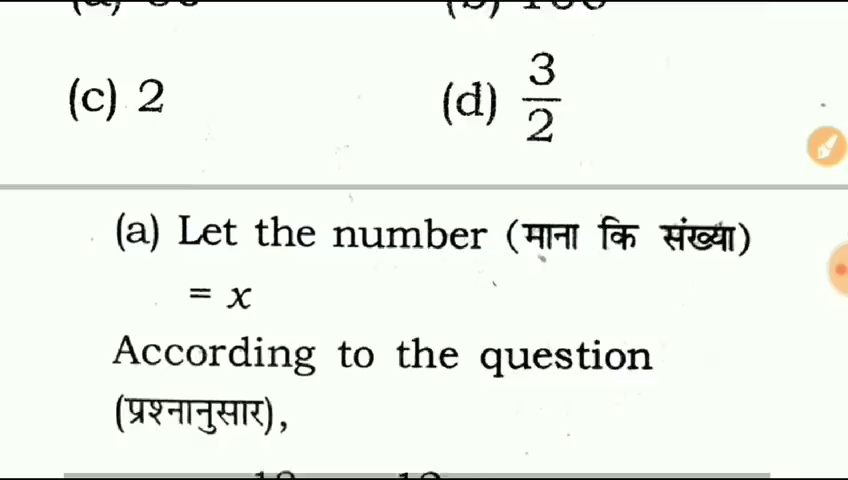 (c) 2 (d) 3/2
(a) Let the number (माना कि संख्या)
= x
According to the question
(प्रश्नानुसार),